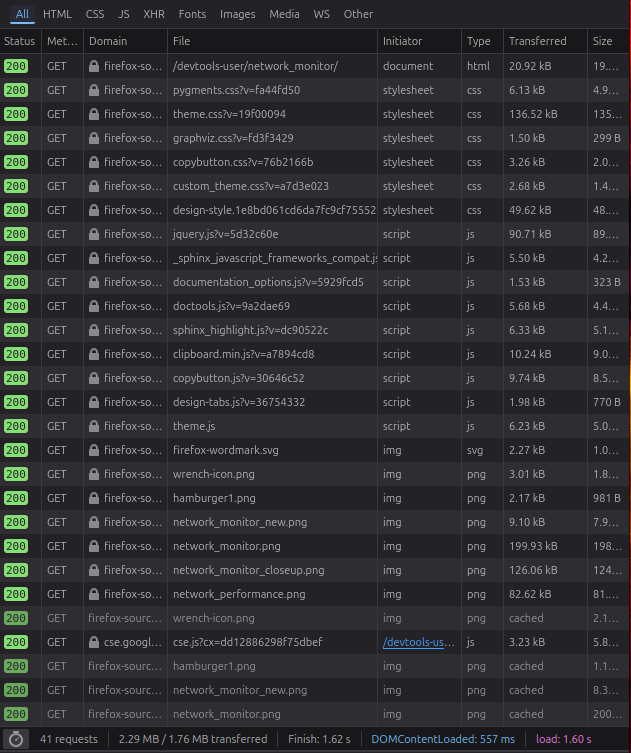 All HTML CSS JS XHR Fonts Images Media WS Other
Status Met... Domain File Initiator Type Transferred Size
200 GET firefox-so... /devtools-user/network_monitor/ document html 20.92 kB 19....
200 GET firefox-so... pygments.css?v=fa44fd50 stylesheet css 6.13 kB 4.9...
200 GET firefox-so... theme.css?v=19f00094 stylesheet css 136.52 kB 135...
200 GET firefox-so... graphviz.css?v=fd3f3429 stylesheet css 1.50 kB 299 B
200 GET firefox-so... copybutton.css?v=76b2166b stylesheet css 3.26 kB 2.0...
200 GET firefox-so... custom_theme.css?v=a7d3e023 stylesheet css 2.68 kB 1.4...
200 GET firefox-so... design-style.1e8bd061cd6da7fc9cf75552 stylesheet css 49.62 kB 48....
200 GET firefox-so... jquery.js?v=5d32c60e script js 90.71 kB 89....
200 GET firefox-so... _sphinx_javascript_frameworks_compat.js script js 5.50 kB 4.2...
200 GET firefox-so... documentation_options.js?v=5929fcd5 script js 1.53 kB 323 B
200 GET firefox-so... doctools.js?v=9a2dae69 script js 5.68 kB 4.4...
200 GET firefox-so... sphinx_highlight.js?v=dc90522c script js 6.33 kB 5.1...
200 GET firefox-so... clipboard.min.js?v=a7894cd8 script js 10.24 kB 9.0...
200 GET firefox-so... copybutton.js?v=30646c52 script js 9.74 kB 8.5...
200 GET firefox-so... design-tabs.js?v=36754332 script js 1.98 kB 770 B
200 GET firefox-so... theme.js script js 6.23 kB 5.0...
200 GET firefox-so... firefox-wordmark.svg img svg 2.27 kB 1.0...
200 GET firefox-so... wrench-icon.png img png 3.01 kB 1.8...
200 GET firefox-so... hamburger1.png img png 2.17 kB 981 B
200 GET firefox-so... network_monitor_new.png img png 9.10 kB 7.9...
200 GET firefox-so... network_monitor.png img png 199.93 kB 198...
200 GET firefox-so... network_monitor_closeup.png img png 126.06 kB 124...
200 GET firefox-so... network_performance.png img png 82.62 kB 81....
200 GET firefox-sourc... wrench-icon.png img png cached 2.1...
200 GET cse.googl... cse.js?cx=dd12886298f75dbef /devtools-us... js 3.23 kB 5.8...
200 GET firefox-sourc... hamburger1.png img png cached 1.1...
200 GET firefox-sourc... network_monitor_new.png img png cached 8.3...
200 GET firefox-sourc... network_monitor.png img png cached 200...
41 requests 2.29 MB / 1.76 MB transferred Finish: 1.62 s DOMContentLoaded: 557 ms load: 1.60 s